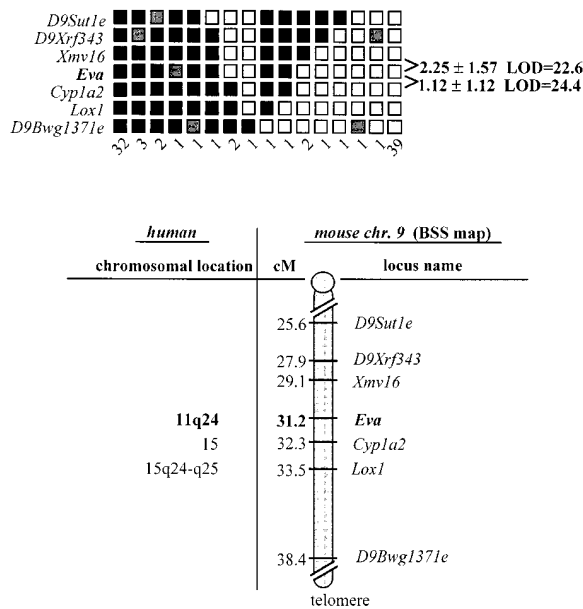 D9Sut1e
D9Xrf343
Xmv16
Eva
Cyp1a2
Lox1
D9Bwg1371e
2.25 ± 1.57 LOD=22.6
1.12 ± 1.12 LOD=24.4
32 3 2 1 1 1 2 1 1 1 2 1 1 1 1 39
human
mouse chr. 9 (BSS map)
chromosomal location cM locus name
25.6 D9Sut1e
27.9 D9Xrf343
29.1 Xmv16
11q24 31.2 Eva
15 32.3 Cyp1a2
15q24-q25 33.5 Lox1
38.4 D9Bwg1371e
telomere